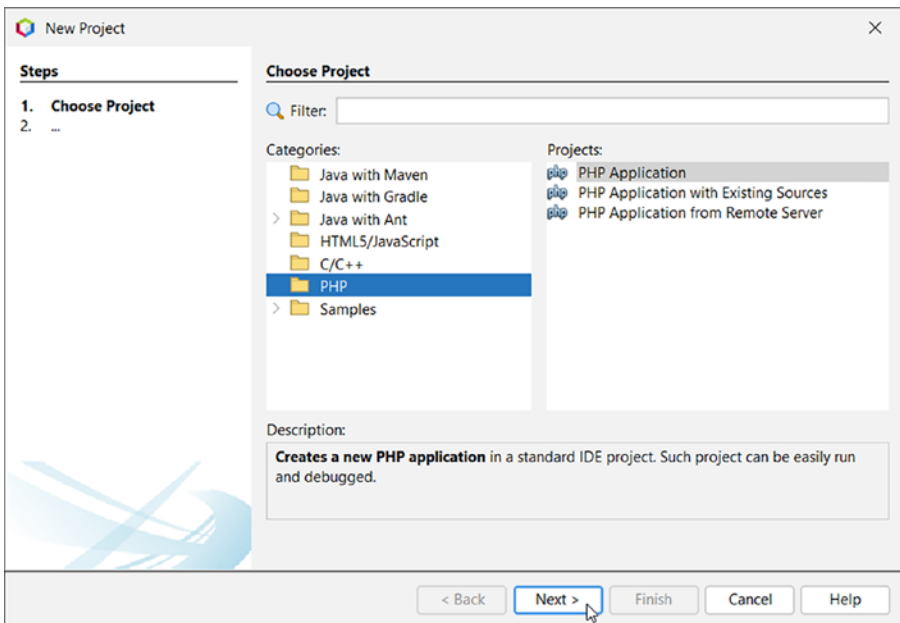 New Project
Steps
1. Choose Project
2. ...
Choose Project
Filter:
Categories:
Java with Maven
Java with Gradle
Java with Ant
HTML5/JavaScript
C/C++
PHP
Samples
Projects:
php PHP Application
php PHP Application with Existing Sources
php PHP Application from Remote Server
Description:
Creates a new PHP application in a standard IDE project. Such project can be easily run
and debugged.
< Back Next > Finish Cancel Help